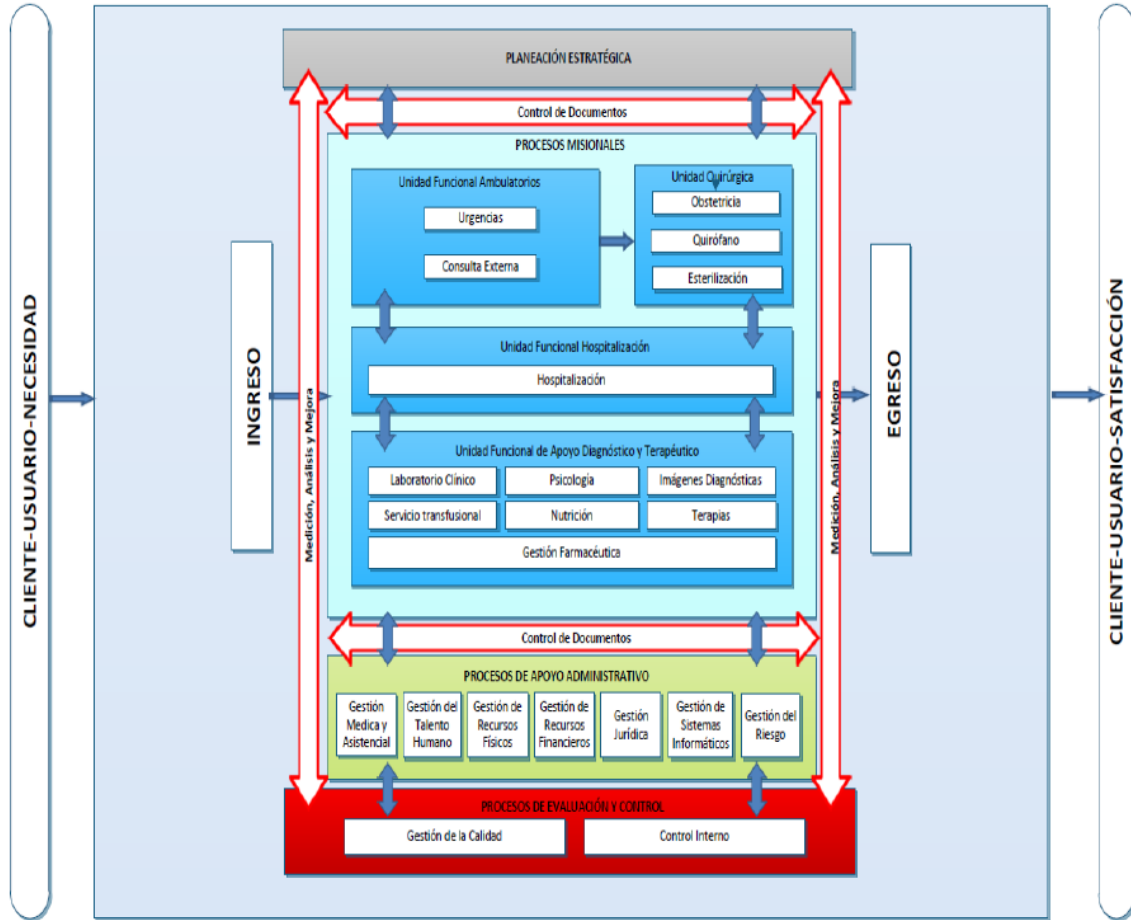 CLIENTE-USUARIO-NECESIDAD
INGRESO
PLANEACIÓN ESTRATÉGICA
Control de Documentos
Medición, Análisis y Mejora
PROCESOS MISIONALES
Unidad Funcional Ambulatorios
Urgencias
Consulta Externa
Unidad Quirúrgica
Obstetricia
Quirófano
Esterilización
Unidad Funcional Hospitalización
Hospitalización
Unidad Funcional de Apoyo Diagnóstico y Terapéutico
Laboratorio Clínico
Psicologia
Imágenes Diagnósticas
Servicio transfusional
Nutrición
Terapias
Gestión Farmacéutica
Medición, Análisis y Mejora
Control de Documentos
PROCESOS DE APOYO ADMINISTRATIVO
Gestión
Medica y
Asistencial
Gestión del
Talento
Humano
Gestión de
Recursos
Físicos
Gestión de
Recursos
Financieros
Gestión
Jurídica
Gestión de
Sistemas
Informáticos
Gestión del
Riesgo
PROCESOS DE EVALUACIÓN Y CONTROL
Gestión de la Calidad
Control Interno
EGRESO
CLIENTE-USUARIO-SATISFACCIÓN